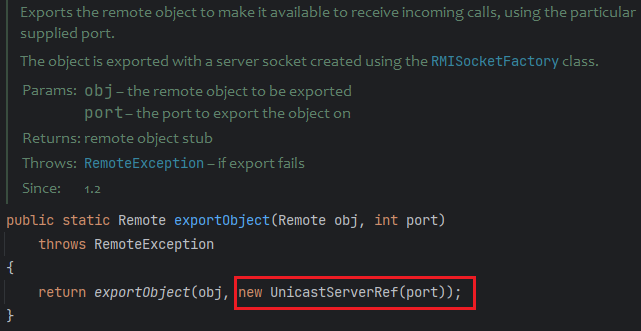 Exports the remote object to make it available to receive incoming calls, using the particular
supplied port.
The object is exported with a server socket created using the RMISocketFactory class.
Params: obj – the remote object to be exported
port – the port to export the object on
Returns: remote object stub
Throws: RemoteException – if export fails
Since: 1.2
public static Remote exportObject(Remote obj, int port)
throws RemoteException
{
return exportObject(obj, new UnicastServerRef(port));
}